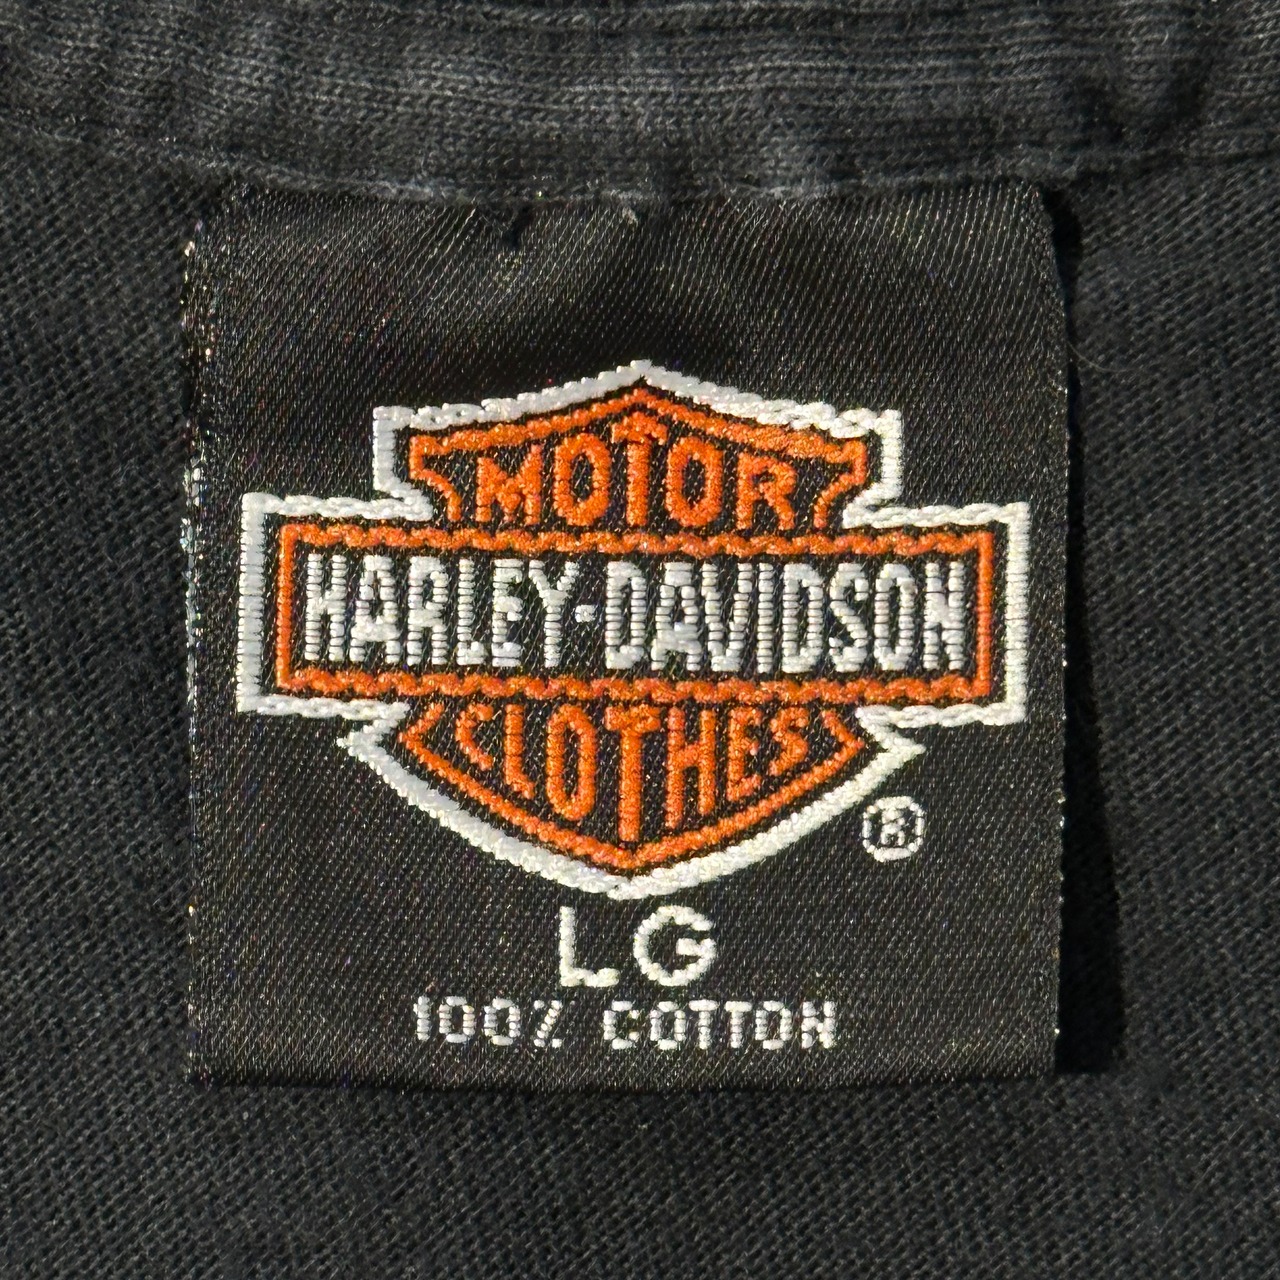 MOTOR
HARLEY-DAVIDSON
CLOTHES
®
LG
100% COTTON